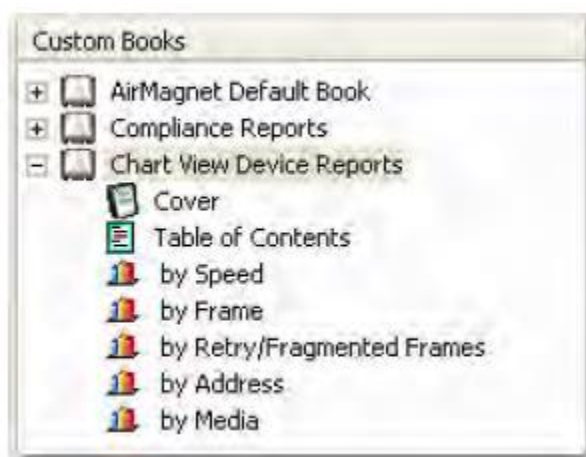 Custom Books
AirMagnet Default Book
Compliance Reports
Chart View Device Reports
Cover
Table of Contents
by Speed
by Frame
by Retry/Fragmented Frames
by Address
by Media